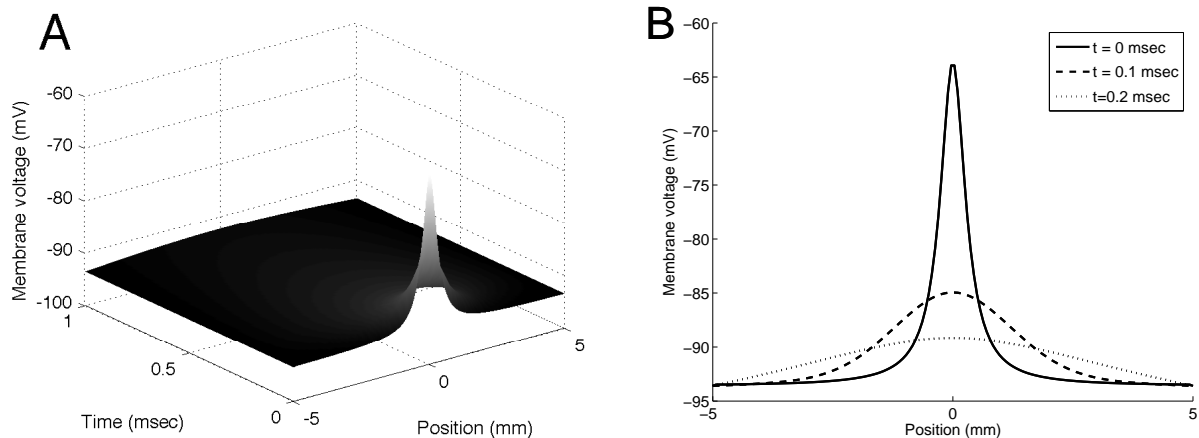 A
-60
-70
-80
-90
-100
Membrane voltage (mV)
1
0.5
0
Time (msec)
-5
0
5
Position (mm)
B
−60
−65
−70
−75
−80
−85
−90
−95
Membrane voltage (mV)
t = 0 msec
t = 0.1 msec
t=0.2 msec
−5
0
5
Position (mm)